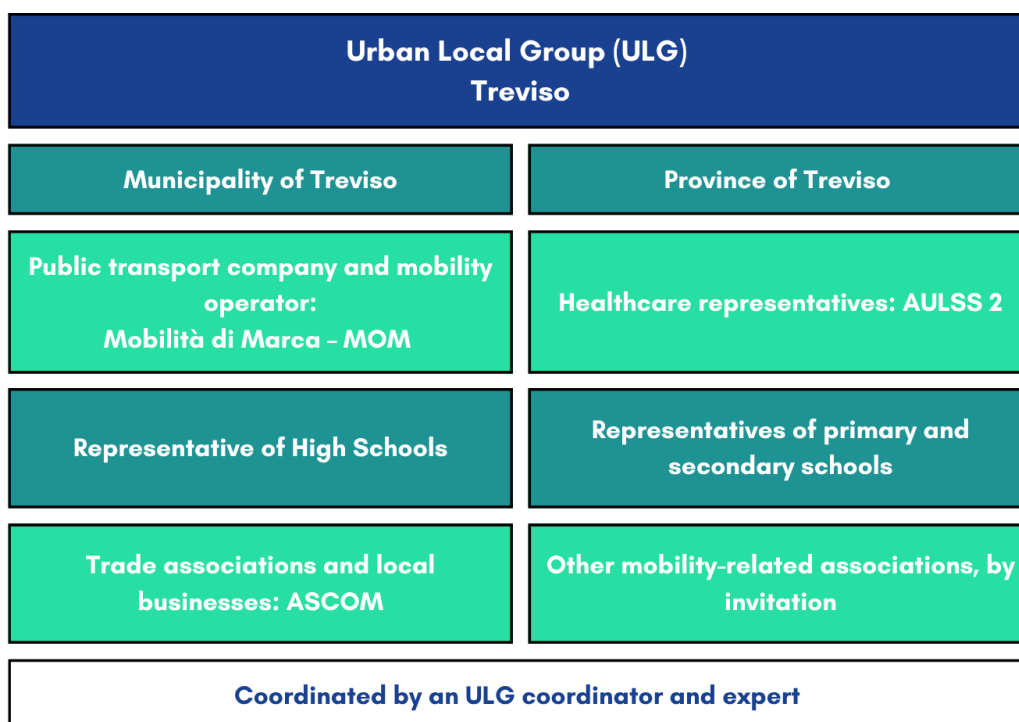 Urban Local Group (ULG)
Treviso
Municipality of Treviso
Province of Treviso
Public transport company and mobility
operator:
Mobilità di Marca – MOM
Healthcare representatives: AULSS 2
Representative of High Schools
Representatives of primary and
secondary schools
Trade associations and local
businesses: ASCOM
Other mobility-related associations, by
invitation
Coordinated by an ULG coordinator and expert